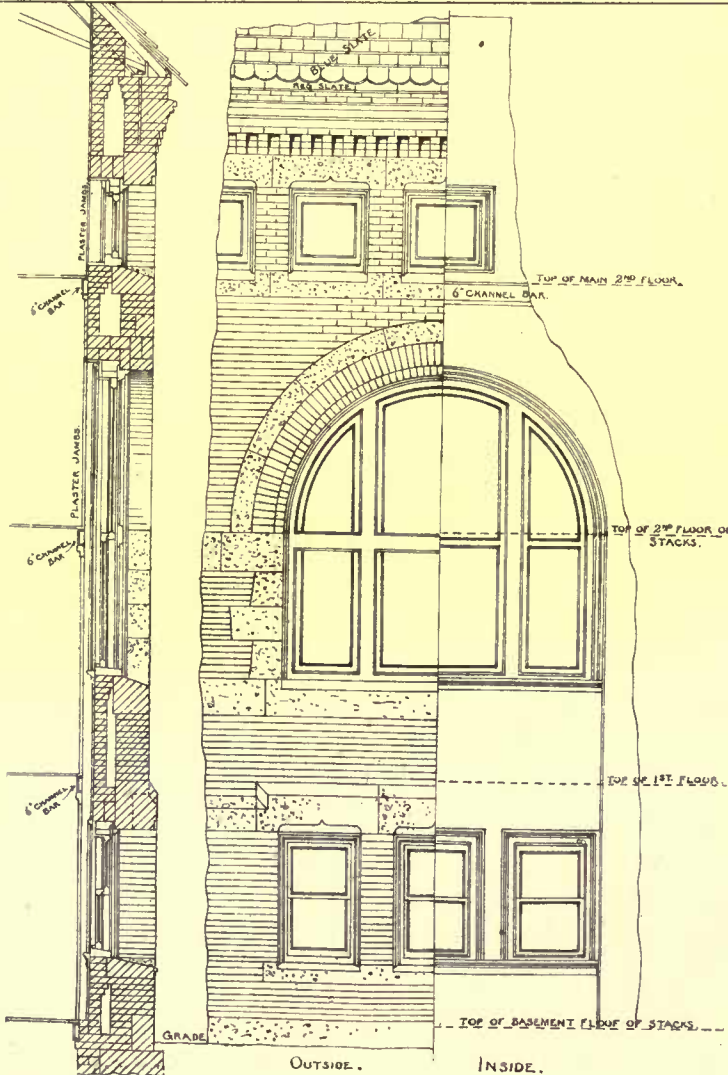 BLUE SLATE
RED SLATE
PLASTER JAMBS.
TOP OF MAIN 2ND FLOOR.
6" CHANNEL BAR.
6" CHANNEL
BAR
PLASTER JAMBS.
TOP OF 2ND FLOOR OF
STACKS.
6" CHANNEL
BAR
TOP OF 1ST. FLOOR.
6" CHANNEL
BAR
TOP OF BASEMENT FLOOF OF STACKS
GRADE
OUTSIDE.
INSIDE.